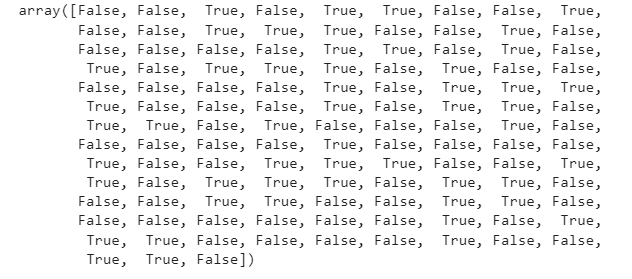 array([False, False,  True, False,  True,  True, False, False,  True,
       False, False,  True,  True,  True, False, False,  True, False,
       False, False, False, False,  True,  True, False,  True, False,
        True, False,  True,  True,  True, False,  True, False, False,
       False, False, False, False,  True, False,  True,  True,  True,
        True, False, False, False,  True, False,  True,  True, False,
        True,  True, False,  True, False, False, False,  True, False,
       False, False, False, False,  True, False, False, False, False,
        True, False, False,  True,  True,  True, False, False,  True,
        True, False,  True,  True,  True, False,  True,  True, False,
       False, False,  True,  True, False, False,  True,  True, False,
       False, False, False, False, False, False,  True, False,  True,
        True,  True, False, False, False, False,  True, False, False,
        True,  True, False])